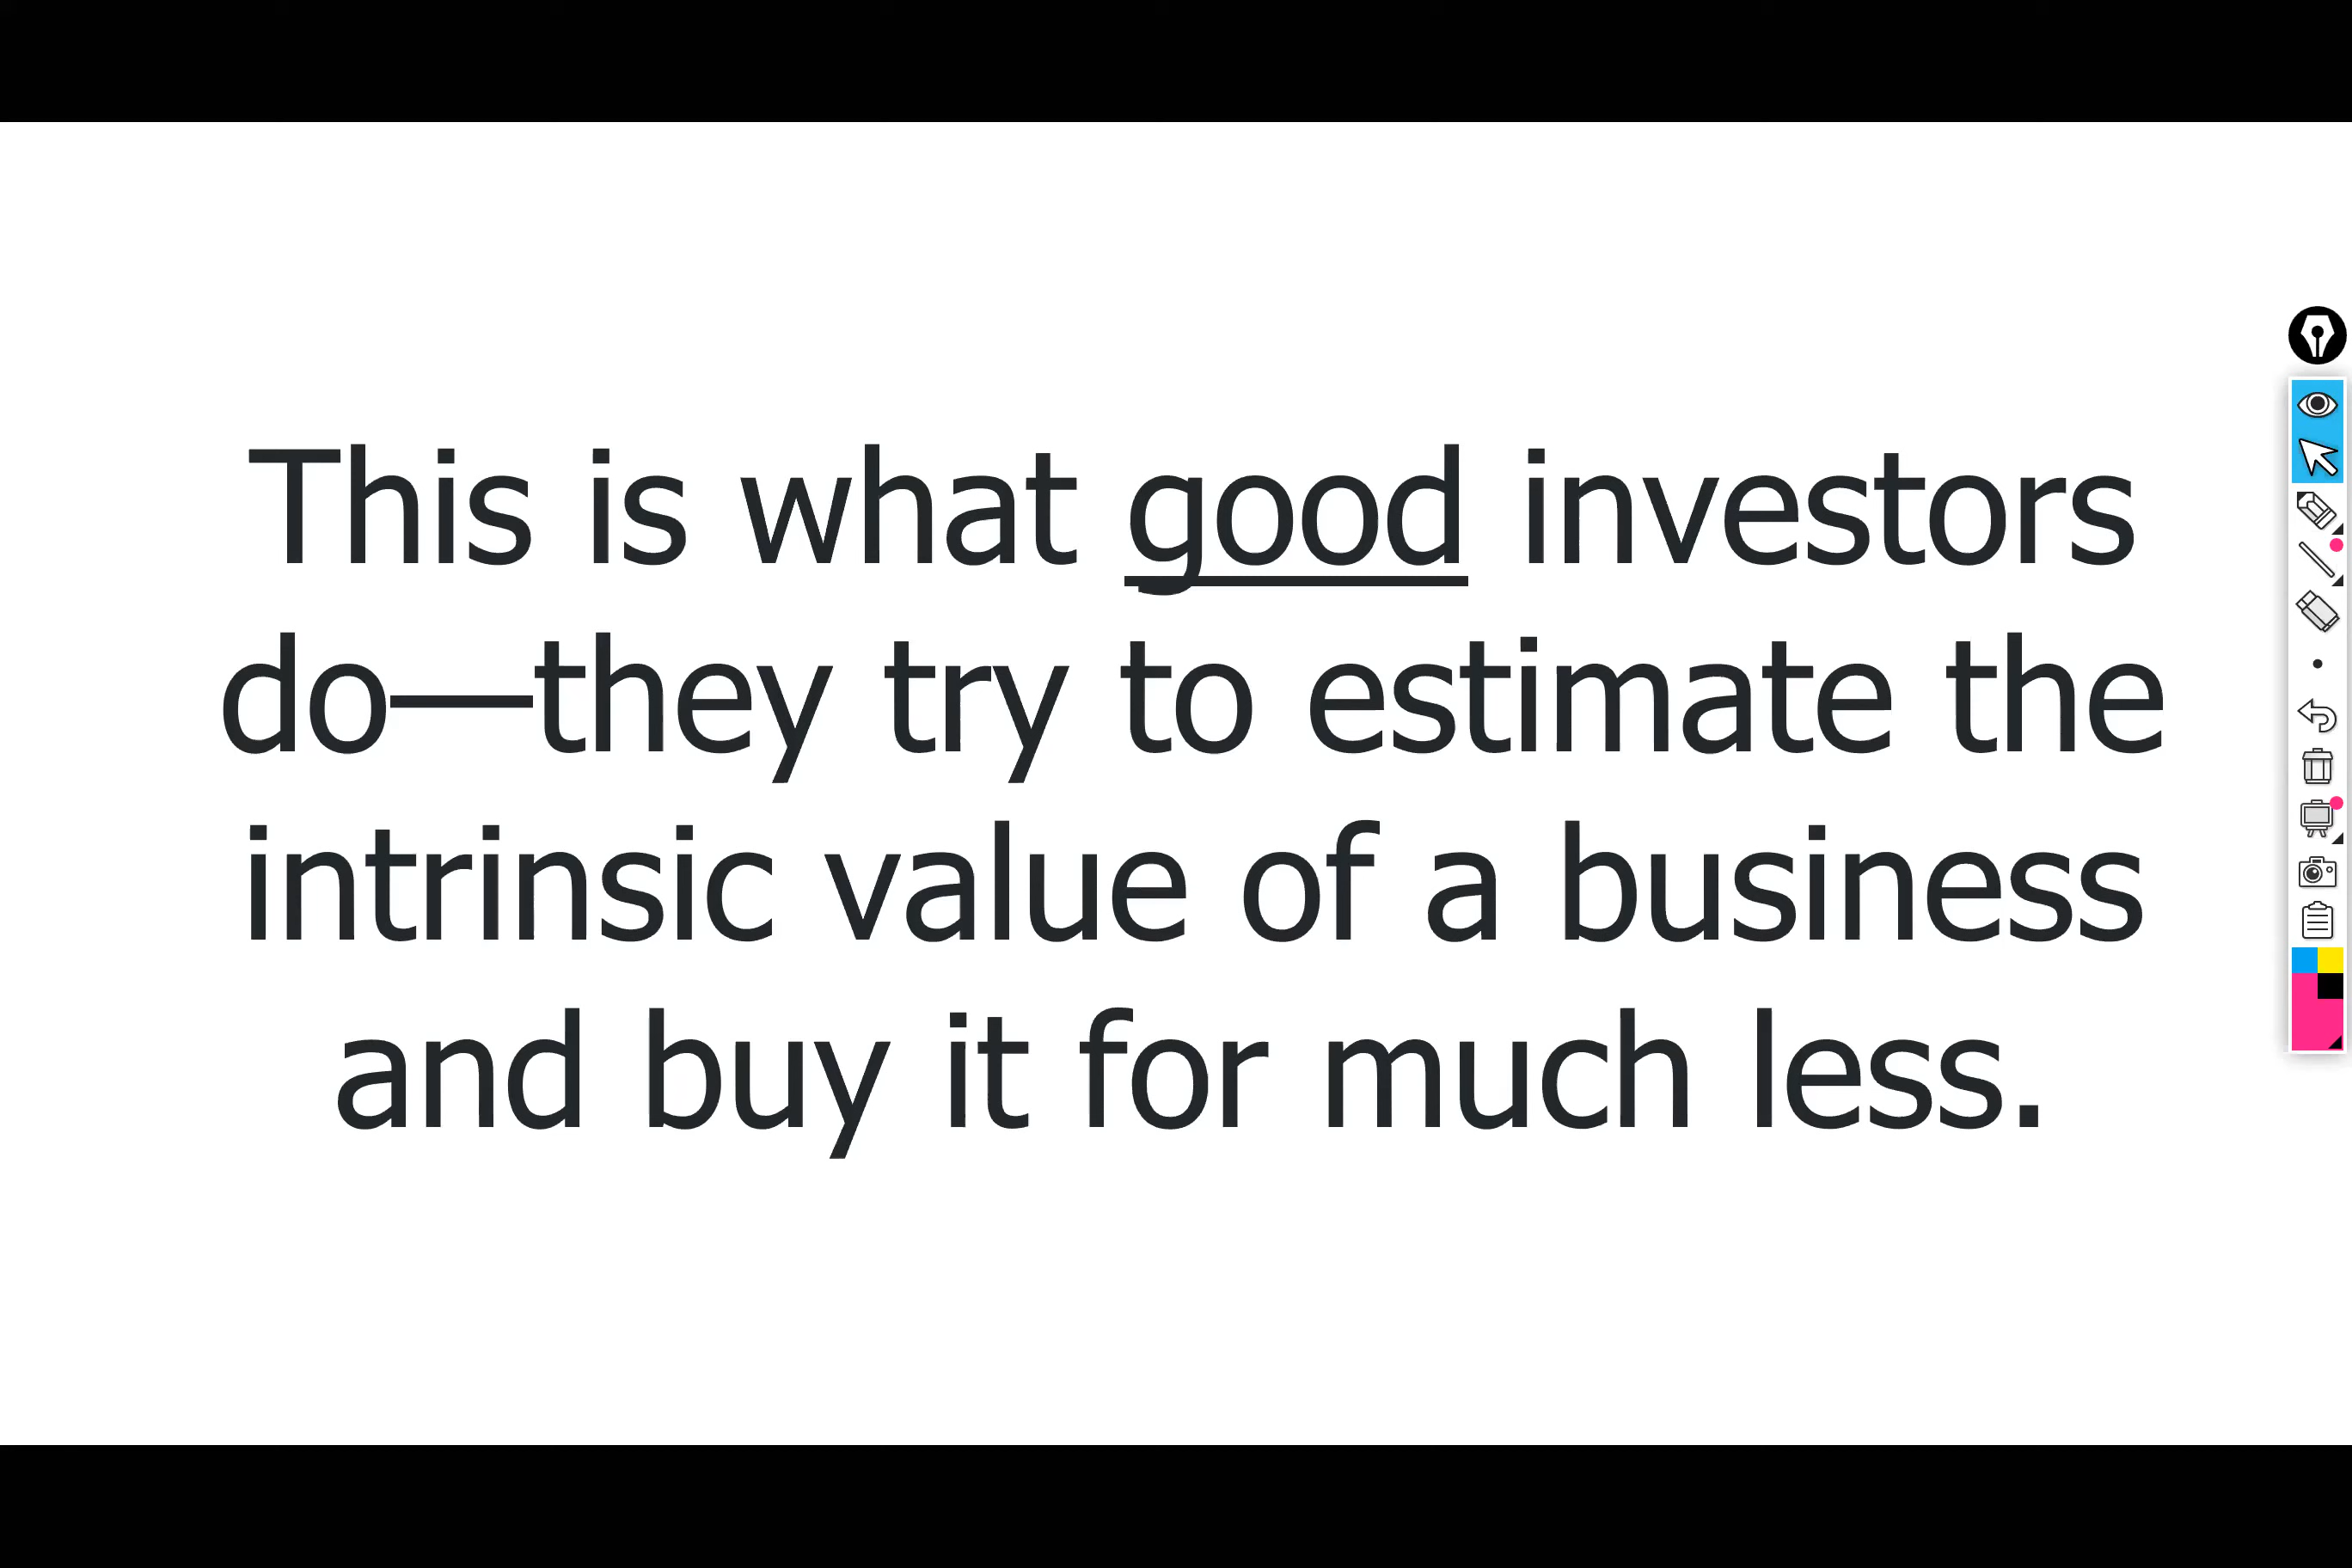 This is what good investors
do—they try to estimate the
intrinsic value of a business
and buy it for much less.